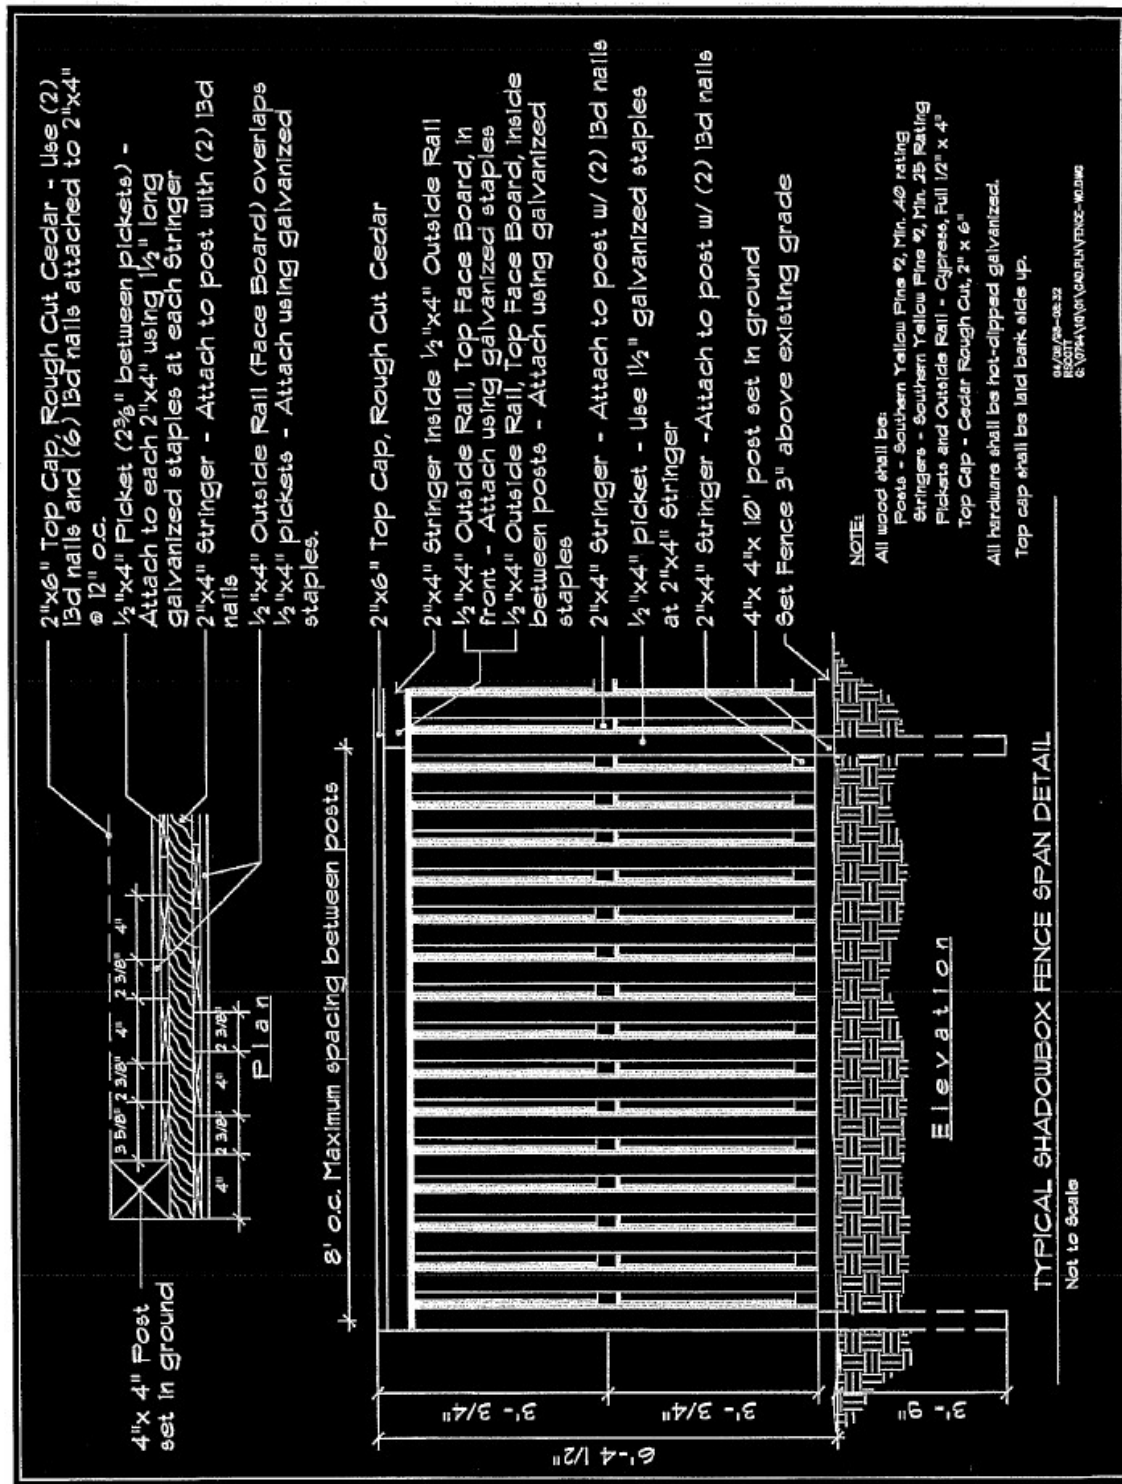 2"x6" Top Cap, Rough Cut Cedar - Use (2)
13d nails and (6) 13d nails attached to 2"x4"
@ 12" o.c.
½"x4" Picket (2⅜" between pickets) -
Attach to each 2"x4" using 1½" long
galvanized staples at each Stringer
2"x4" Stringer - Attach to post with (2) 13d
nails
½"x4" Outside Rail (Face Board) overlaps
½"x4" pickets - Attach using galvanized
staples.
4"x 4" Post
set in ground
3 5/8" 2 3/8" 4" 2 3/8" 4"
4" 2 3/8" 4" 2 3/8"
Plan
8' o.c. Maximum spacing between posts
2"x6" Top Cap, Rough Cut Cedar
2"x4" Stringer Inside ½"x4" Outside Rail
½"x4" Outside Rail, Top Face Board, in
front - Attach using galvanized staples
½"x4" Outside Rail, Top Face Board, inside
between posts - Attach using galvanized
staples
2"x4" Stringer - Attach to post w/ (2) 13d nails
½"x4" picket - Use 1½" galvanized staples
at 2"x4" Stringer
2"x4" Stringer -Attach to post w/ (2) 13d nails
4"x 4"x 10' post set in ground
Set Fence 3" above existing grade
3'- 3/4"
3'- 3/4"
6'-4 1/2"
3'- 9"
Elevation
NOTE:
All wood shall be:
Posts - Southern Yellow Pine #2, Min. .40 rating
Stringers - Southern Yellow Pine #2, Min. .25 Rating
Pickets and Outside Rail - Cypress, Full 1/2" x 4"
Top Cap - Cedar Rough Cut, 2" x 6"
All hardware shall be hot-dipped galvanized.
Top cap shall be laid bark side up.
TYPICAL SHADOWBOX FENCE SPAN DETAIL
Not to Scale
RSCOTT